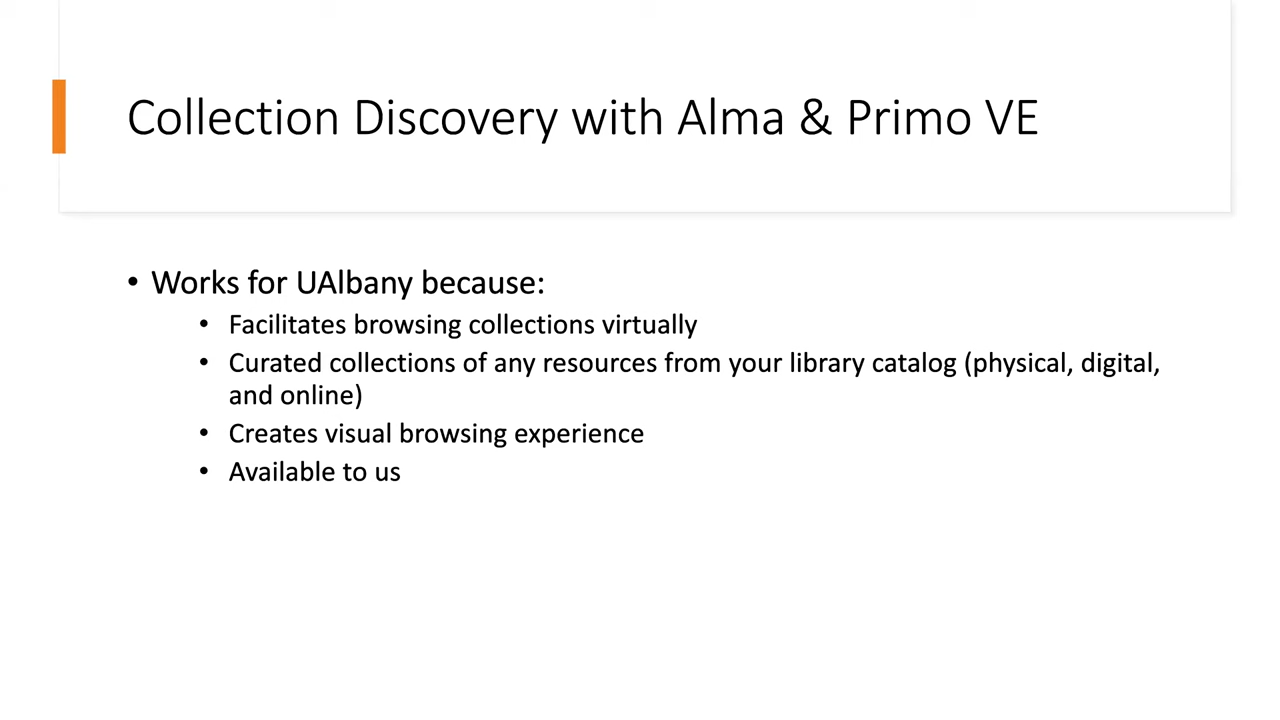 Collection Discovery with Alma & Primo VE
• Works for UAlbany because:
• Facilitates browsing collections virtually
• Curated collections of any resources from your library catalog (physical, digital,
and online)
• Creates visual browsing experience
• Available to us